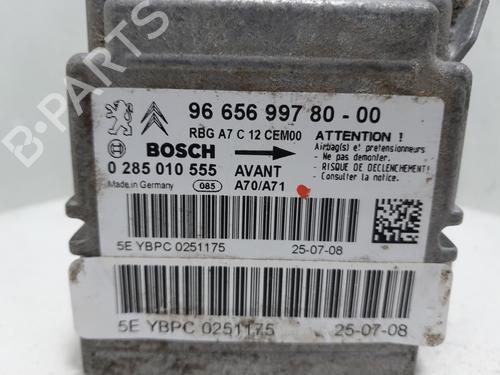 96 656 997 80 - 00
RBG A7 C 12 CEM00
ATTENTION !
BOSCH
Airbag(s) et pretensionneurs
- Ne pas demonter.
0 285 010 555
AVANT
- RISQUE DE DECLENCHEMENT!
- Consulter la notice.
Made in Germany
085
A70/A71
5E YBPC 0251175
25-07-08
5E YBPC 0251175
25-07-08
B-PARTS